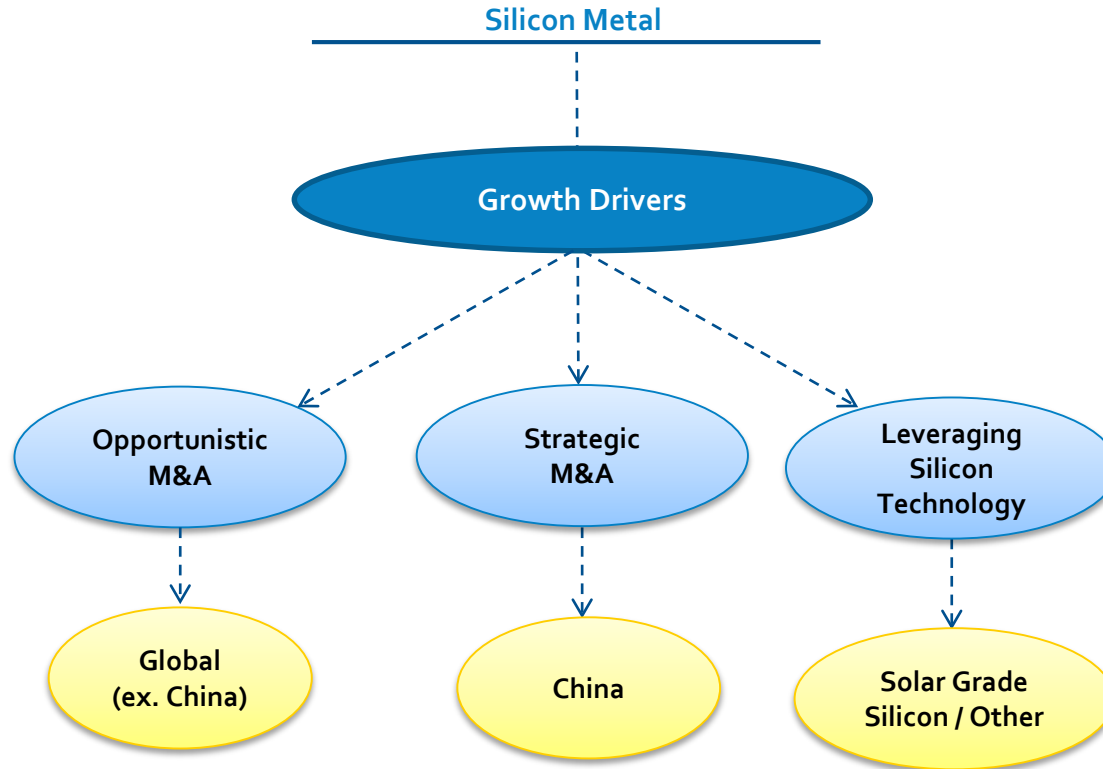 Silicon Metal
Growth Drivers
Opportunistic
M&A
Strategic
M&A
Leveraging
Silicon
Technology
Global
(ex. China)
China
Solar Grade
Silicon / Other